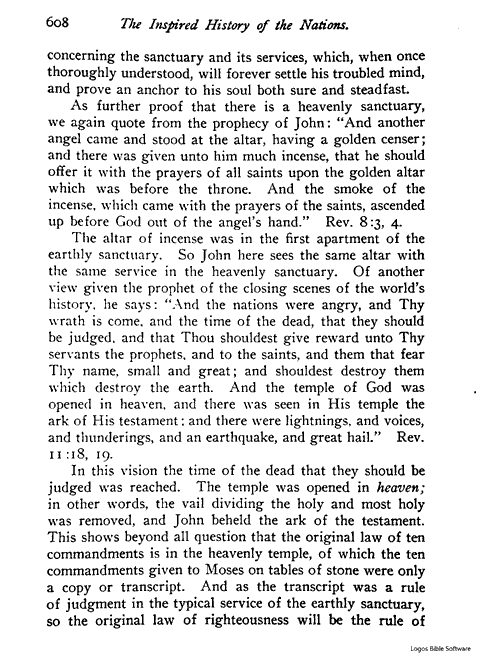 608 The Inspired History of the Nations.
concerning the sanctuary and its services, which, when once
thoroughly understood, will forever settle his troubled mind,
and prove an anchor to his soul both sure and steadfast.
As further proof that there is a heavenly sanctuary,
we again quote from the prophecy of John: "And another
angel came and stood at the altar, having a golden censer;
and there was given unto him much incense, that he should
offer it with the prayers of all saints upon the golden altar
which was before the throne. And the smoke of the
incense, which came with the prayers of the saints, ascended
up before God out of the angel's hand." Rev. 8:3, 4.
The altar of incense was in the first apartment of the
earthly sanctuary. So John here sees the same altar with
the same service in the heavenly sanctuary. Of another
view given the prophet of the closing scenes of the world's
history, he says: "And the nations were angry, and Thy
wrath is come, and the time of the dead, that they should
be judged, and that Thou shouldest give reward unto Thy
servants the prophets, and to the saints, and them that fear
Thy name, small and great; and shouldest destroy them
which destroy the earth. And the temple of God was
opened in heaven, and there was seen in His temple the
ark of His testament: and there were lightnings, and voices,
and thunderings, and an earthquake, and great hail." Rev.
11:18, 19.
In this vision the time of the dead that they should be
judged was reached. The temple was opened in heaven;
in other words, the vail dividing the holy and most holy
was removed, and John beheld the ark of the testament.
This shows beyond all question that the original law of ten
commandments is in the heavenly temple, of which the ten
commandments given to Moses on tables of stone were only
a copy or transcript. And as the transcript was a rule
of judgment in the typical service of the earthly sanctuary,
so the original law of righteousness will be the rule of
Logos Bible Software